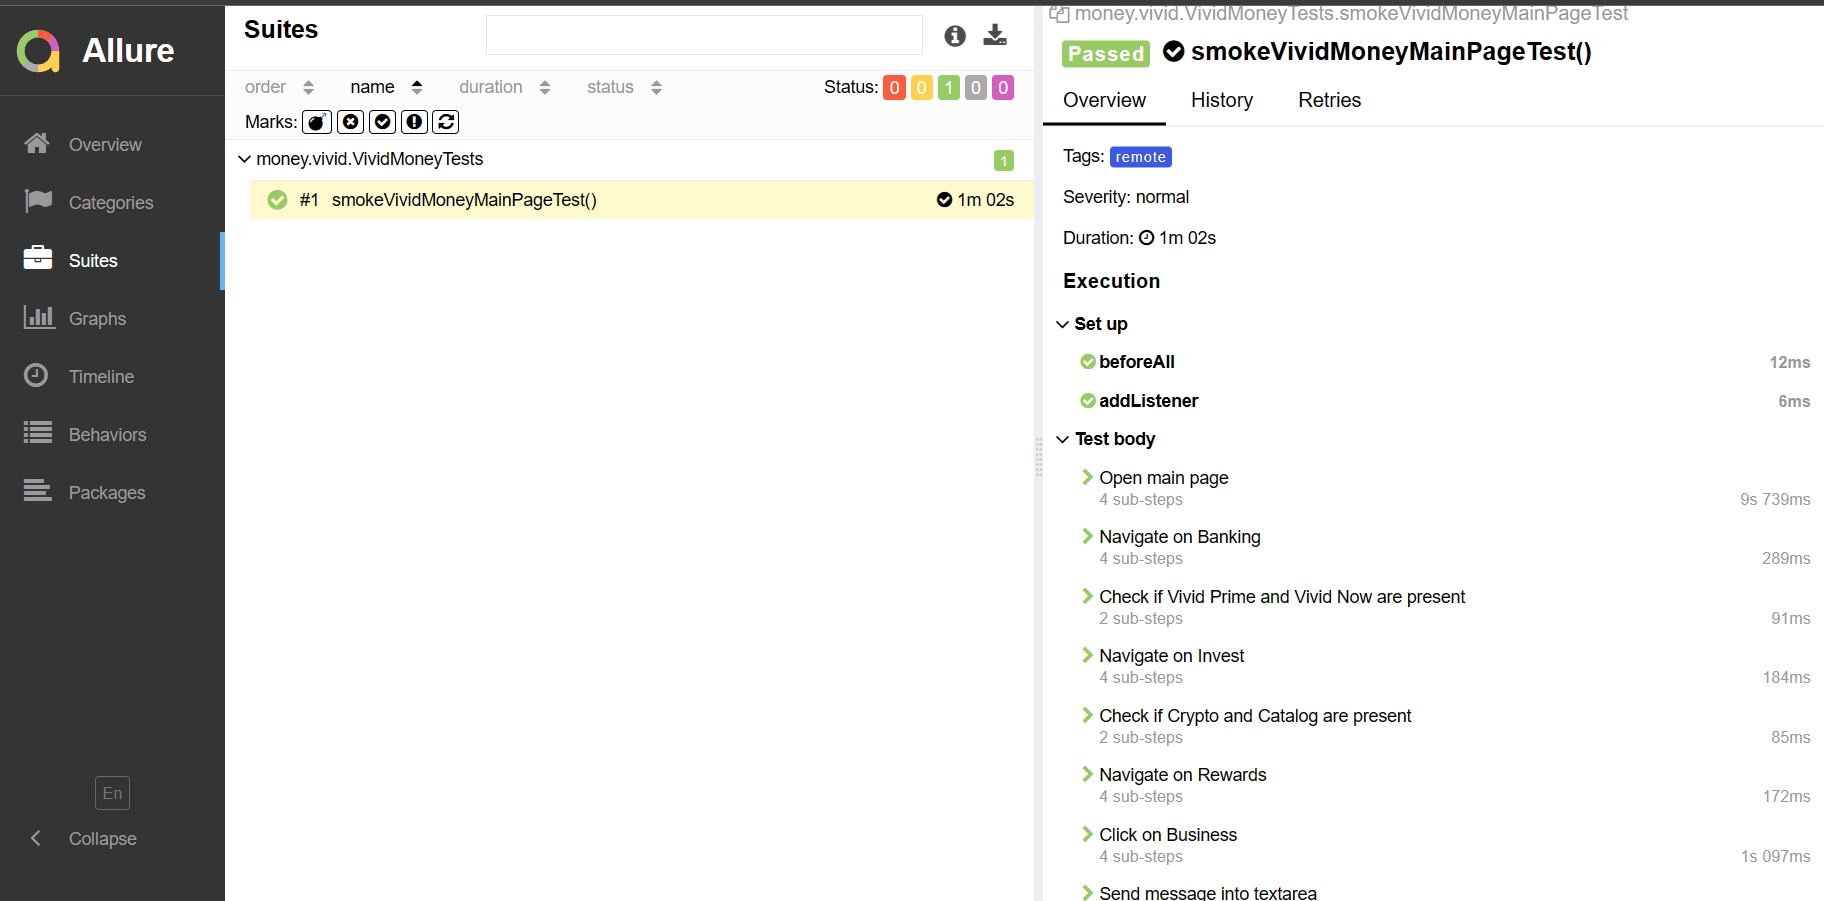 Allure
Overview
Categories
Suites
Graphs
Timeline
Behaviors
Packages
En
Collapse
Suites
order name duration status Status: 0 0 1 0 0
Marks:
money.vivid.VividMoneyTests 1
#1 smokeVividMoneyMainPageTest() 1m 02s
money.vivid.VividMoneyTests.smokeVividMoneyMainPageTest
Passed smokeVividMoneyMainPageTest()
Overview History Retries
Tags: remote
Severity: normal
Duration: 1m 02s
Execution
Set up
beforeAll 12ms
addListener 6ms
Test body
Open main page
4 sub-steps 9s 739ms
Navigate on Banking
4 sub-steps 289ms
Check if Vivid Prime and Vivid Now are present
2 sub-steps 91ms
Navigate on Invest
4 sub-steps 184ms
Check if Crypto and Catalog are present
2 sub-steps 85ms
Navigate on Rewards
4 sub-steps 172ms
Click on Business
4 sub-steps 1s 097ms
Send message into textarea